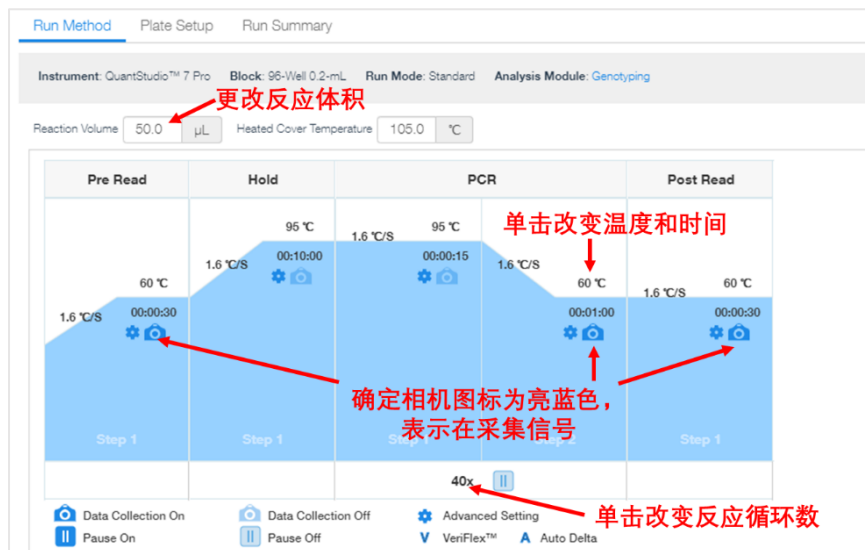 Run Method Plate Setup Run Summary
Instrument: QuantStudio™ 7 Pro Block: 96-Well 0.2-mL Run Mode: Standard Analysis Module: Genotyping
更改反应体积
Reaction Volume 50.0 µL Heated Cover Temperature 105.0 °C
Pre Read Hold PCR Post Read
95 °C 95 °C 单击改变温度和时间
1.6 °C/S
00:10:00 00:00:15
1.6 °C/S 1.6 °C/S
60 °C 60 °C 60 °C
1.6 °C/S
1.6 °C/S 00:00:30 00:01:00 00:00:30
确定相机图标为亮蓝色，
表示在采集信号
Step 1 Step 1 Step 1 Step 2 Step 1
40x
单击改变反应循环数
Data Collection On Data Collection Off Advanced Setting
Pause On Pause Off V VeriFlex™ A Auto Delta